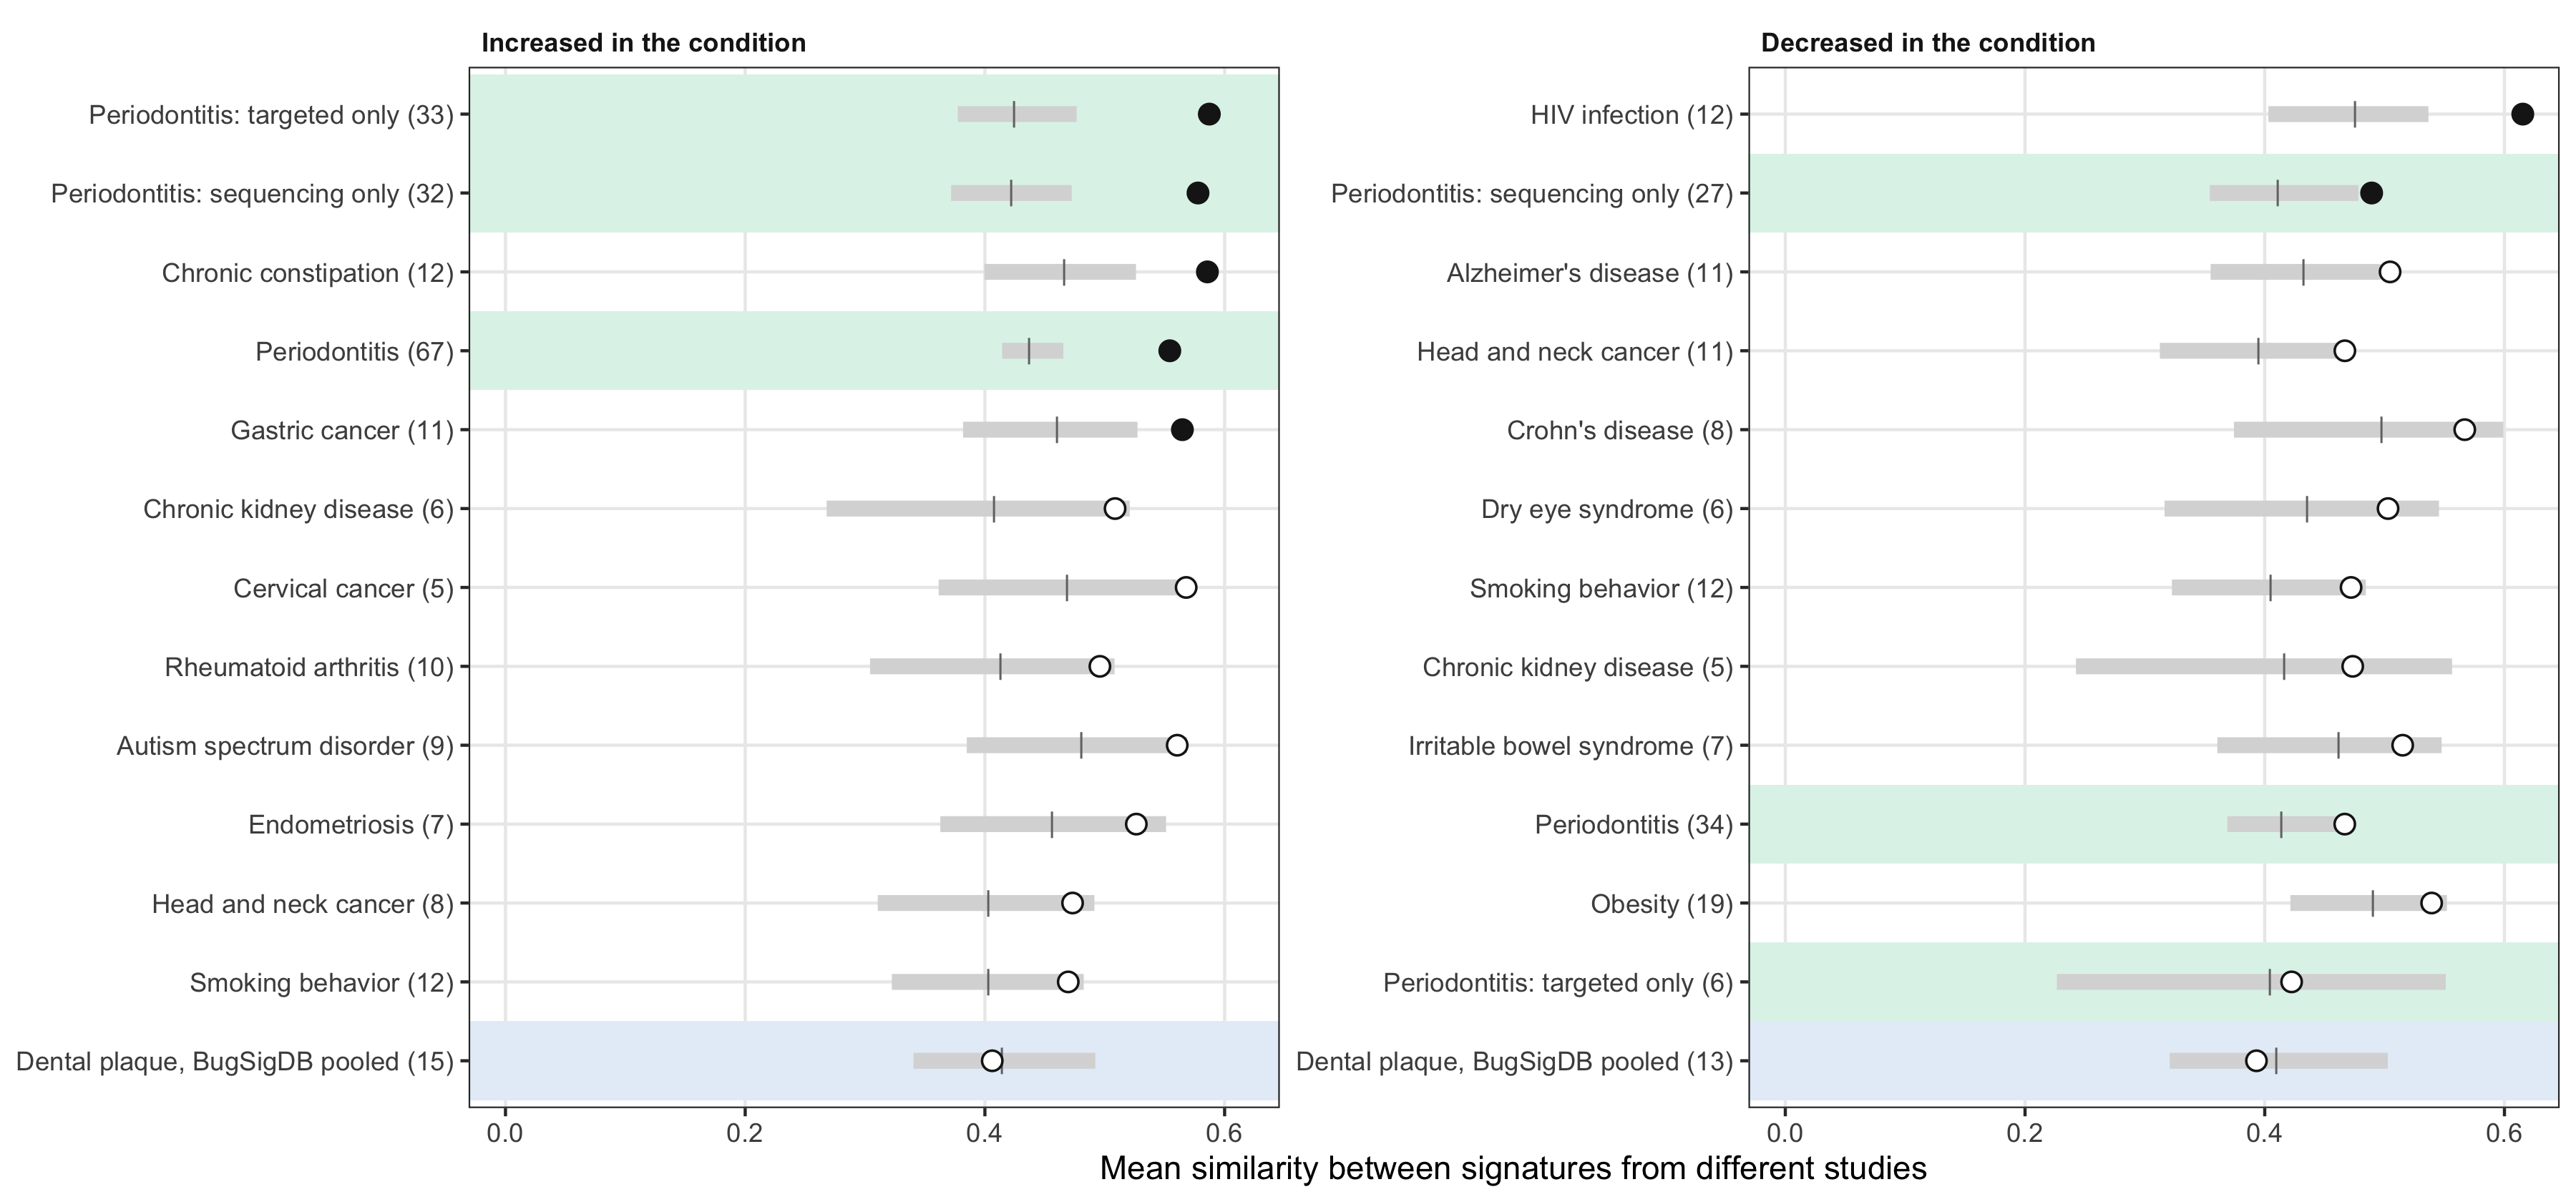 Increased in the condition
Periodontitis: targeted only (33)
Periodontitis: sequencing only (32)
Chronic constipation (12)
Periodontitis (67)
Gastric cancer (11)
Chronic kidney disease (6)
Cervical cancer (5)
Rheumatoid arthritis (10)
Autism spectrum disorder (9)
Endometriosis (7)
Head and neck cancer (8)
Smoking behavior (12)
Dental plaque, BugSigDB pooled (15)
0.0 0.2 0.4 0.6
Decreased in the condition
HIV infection (12)
Periodontitis: sequencing only (27)
Alzheimer's disease (11)
Head and neck cancer (11)
Crohn's disease (8)
Dry eye syndrome (6)
Smoking behavior (12)
Chronic kidney disease (5)
Irritable bowel syndrome (7)
Periodontitis (34)
Obesity (19)
Periodontitis: targeted only (6)
Dental plaque, BugSigDB pooled (13)
0.0 0.2 0.4 0.6
Mean similarity between signatures from different studies